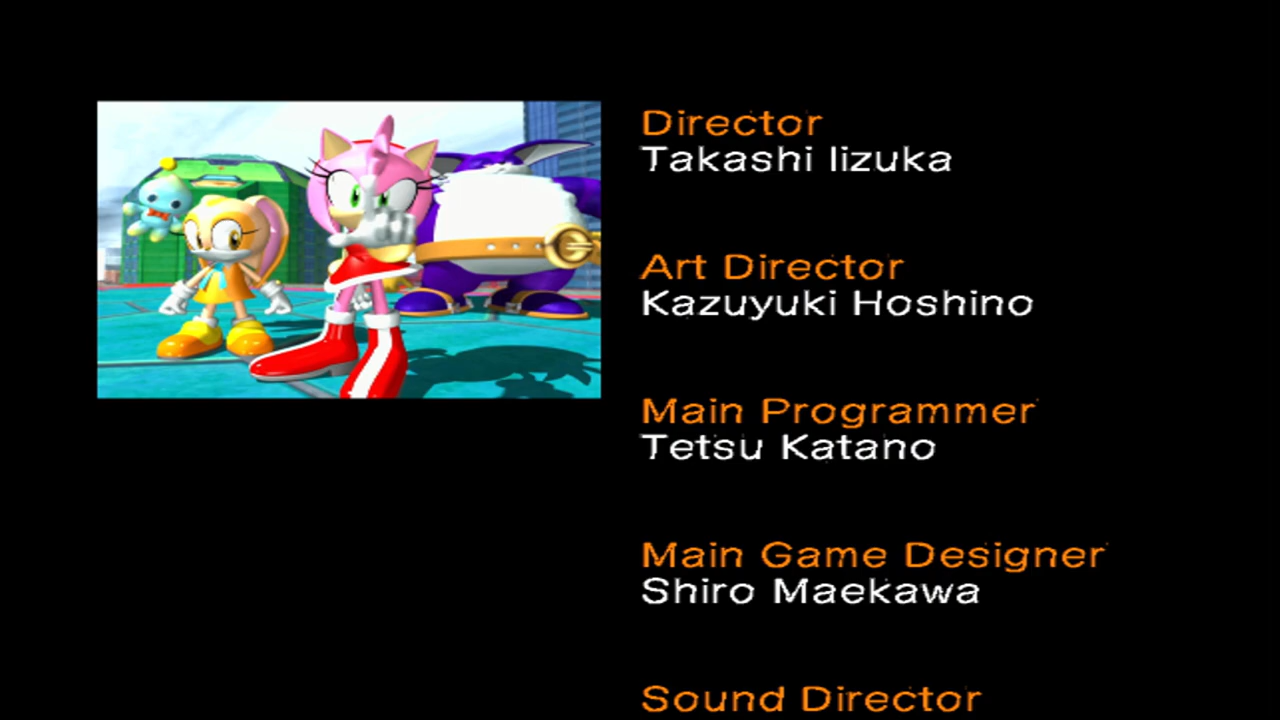 Director
Takashi Iizuka
Art Director
Kazuyuki Hoshino
Main Programmer
Tetsu Katano
Main Game Designer
Shiro Maekawa
Sound Director